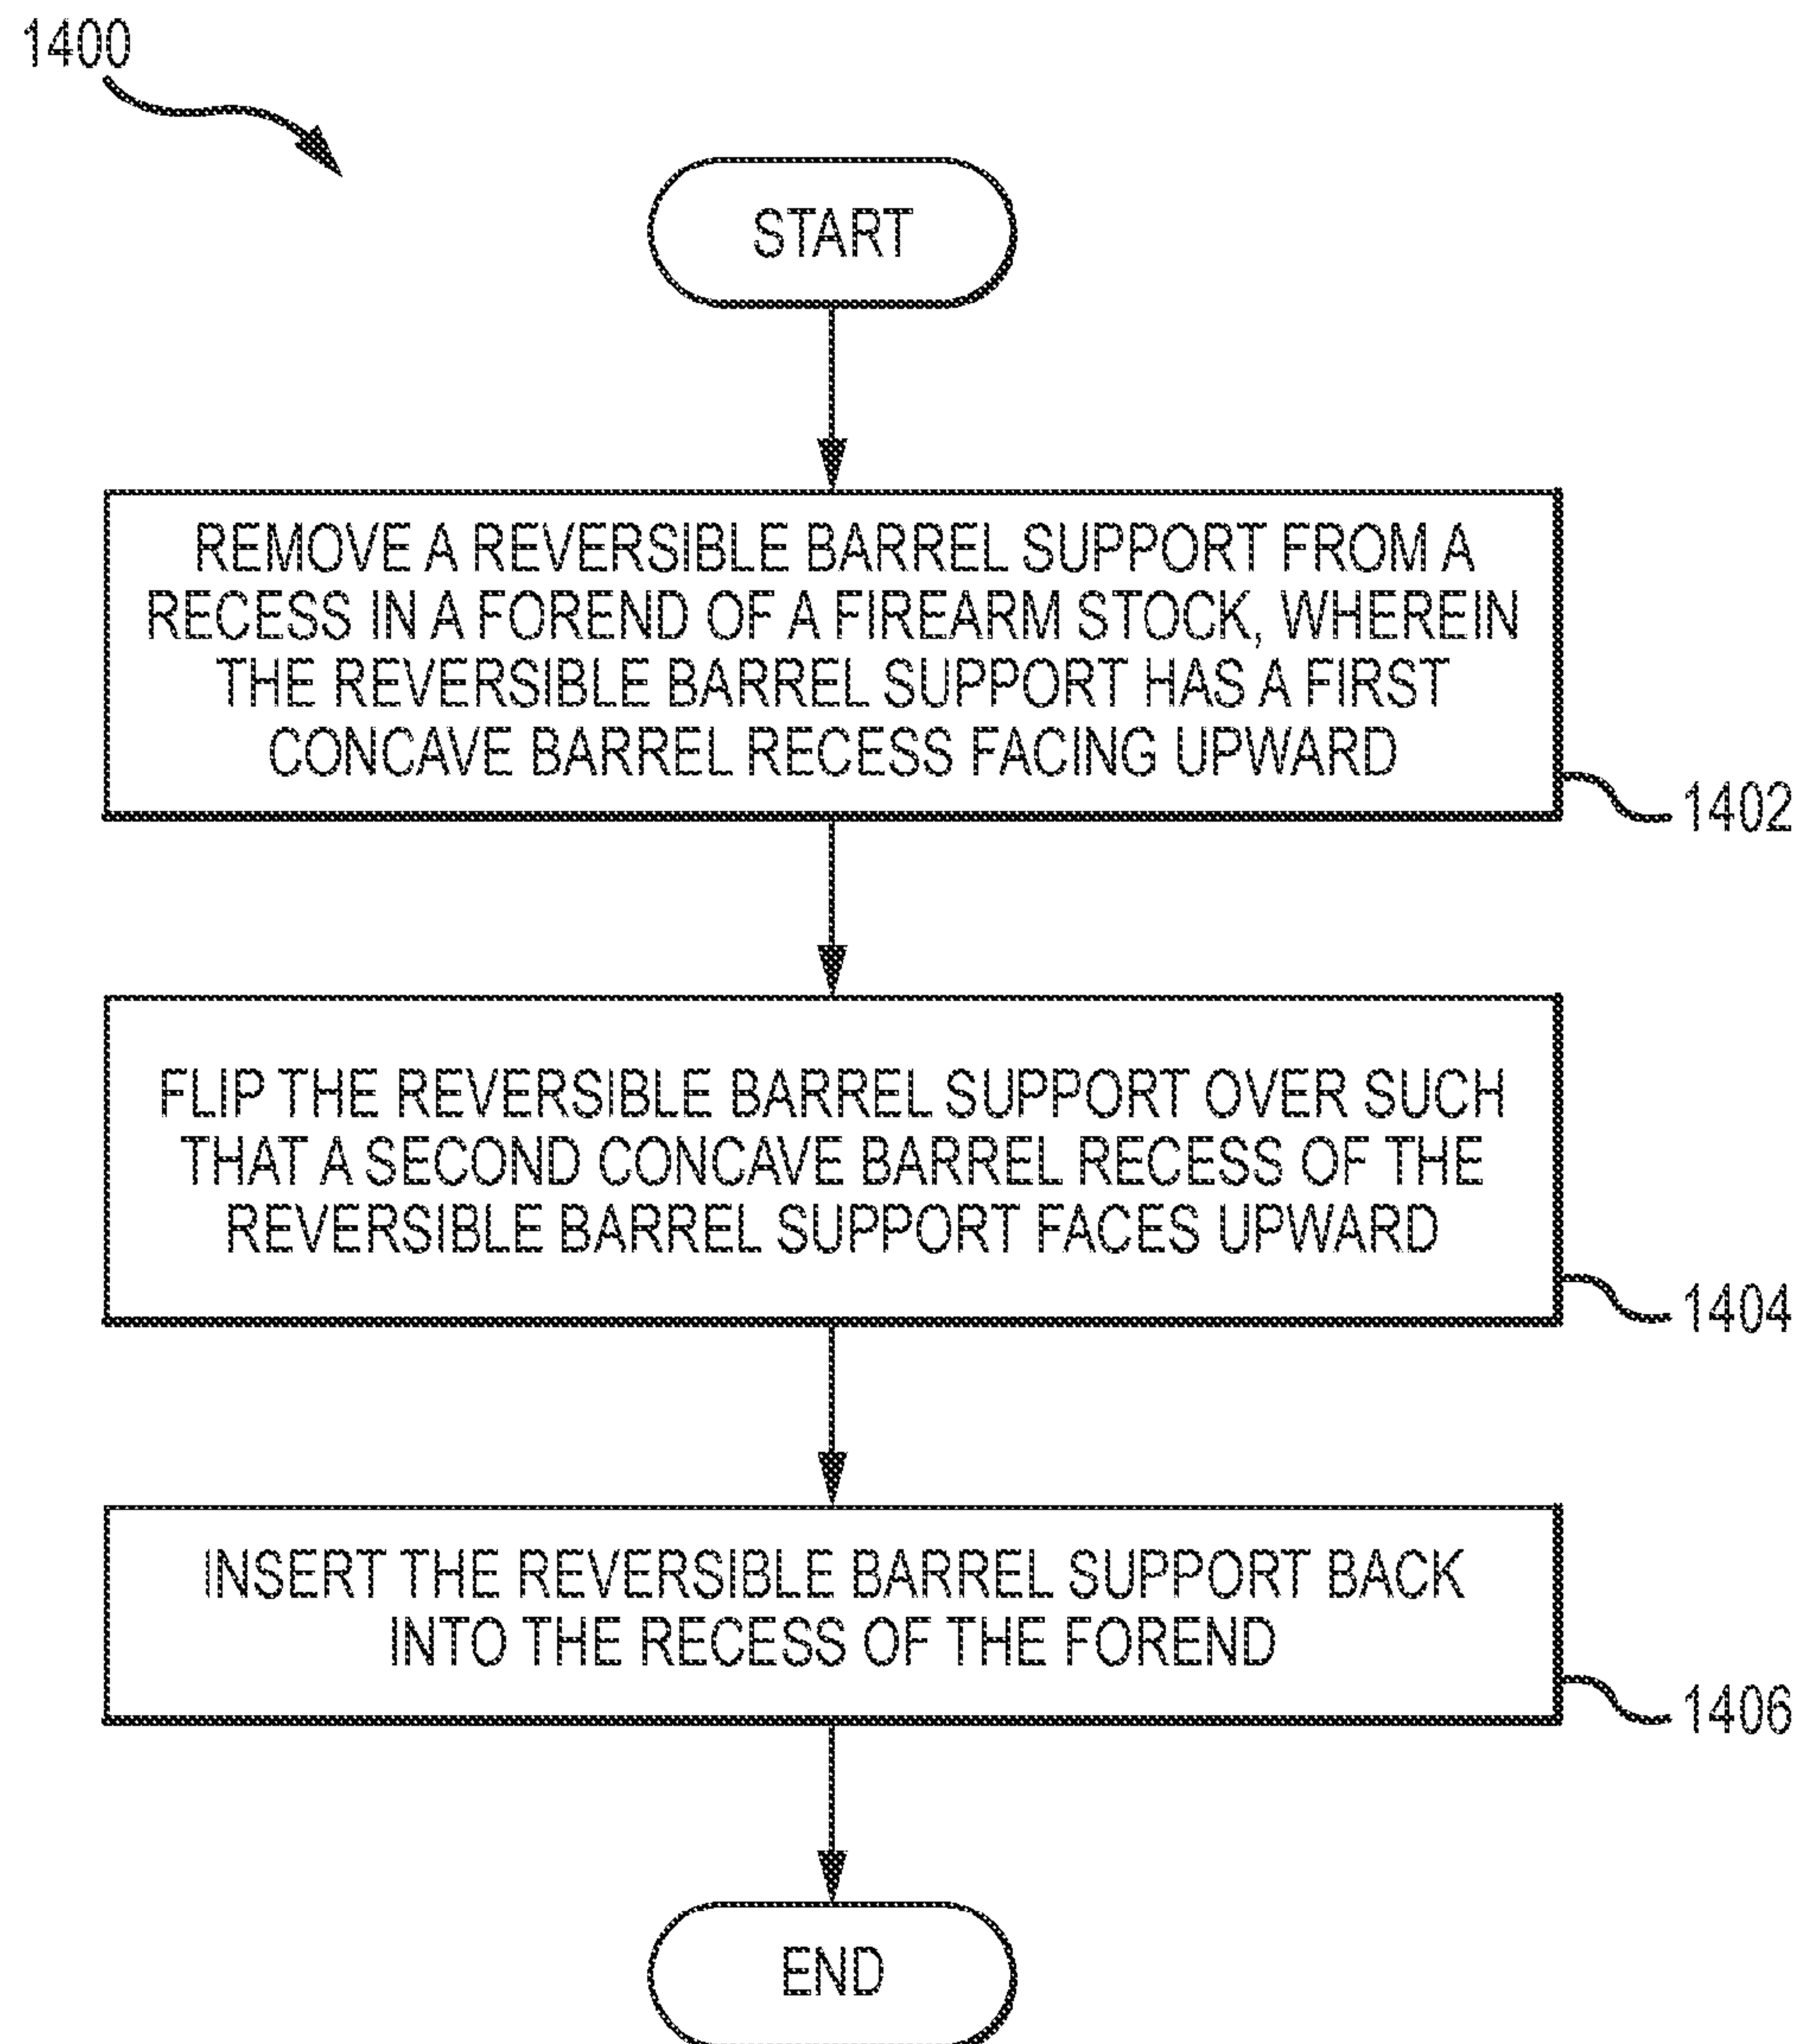 1400
START
REMOVE A REVERSIBLE BARREL SUPPORT FROM A
RECESS IN A FOREND OF A FIREARM STOCK, WHEREIN
THE REVERSIBLE BARREL SUPPORT HAS A FIRST
CONCAVE BARREL RECESS FACING UPWARD
1402
FLIP THE REVERSIBLE BARREL SUPPORT OVER SUCH
THAT A SECOND CONCAVE BARREL RECESS OF THE
REVERSIBLE BARREL SUPPORT FACES UPWARD
1404
INSERT THE REVERSIBLE BARREL SUPPORT BACK
INTO THE RECESS OF THE FOREND
1406
END